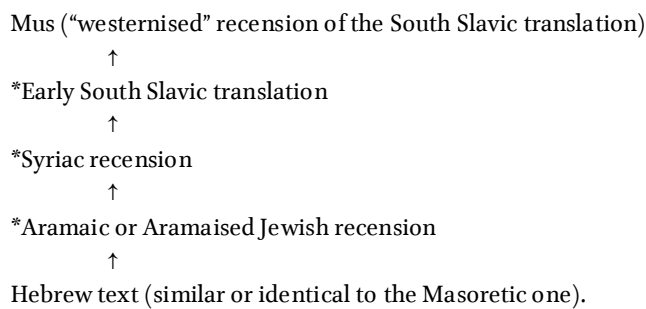 Mus (“westernised” recension of the South Slavic translation)
↑
*Early South Slavic translation
↑
*Syriac recension
↑
*Aramaic or Aramaised Jewish recension
↑
Hebrew text (similar or identical to the Masoretic one).